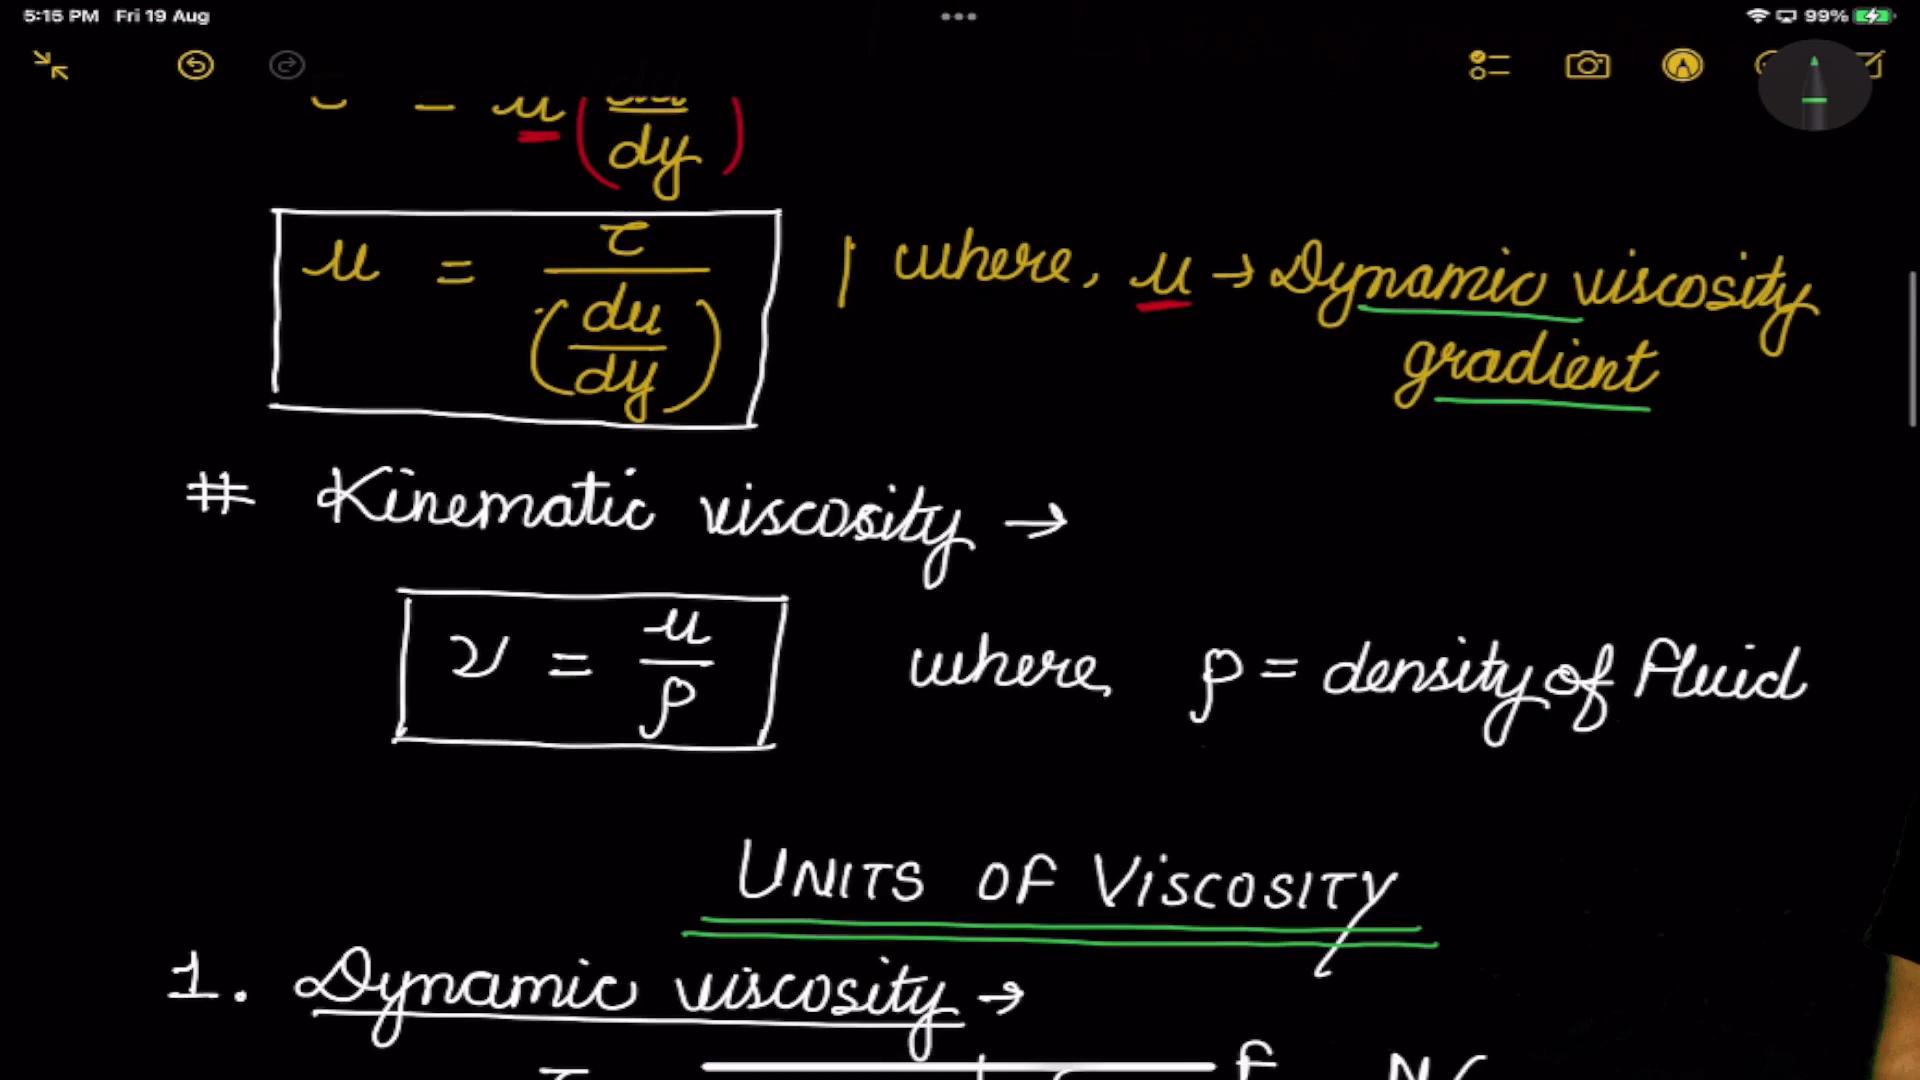 5:15 PM Fri 19 Aug
99%
τ = μ (du/dy)
μ = τ/(du/dy) | where, μ → Dynamic viscosity
gradient
# Kinematic viscosity →
ν = μ/ρ where, ρ = density of fluid
UNITS OF VISCOSITY
1. Dynamic viscosity →